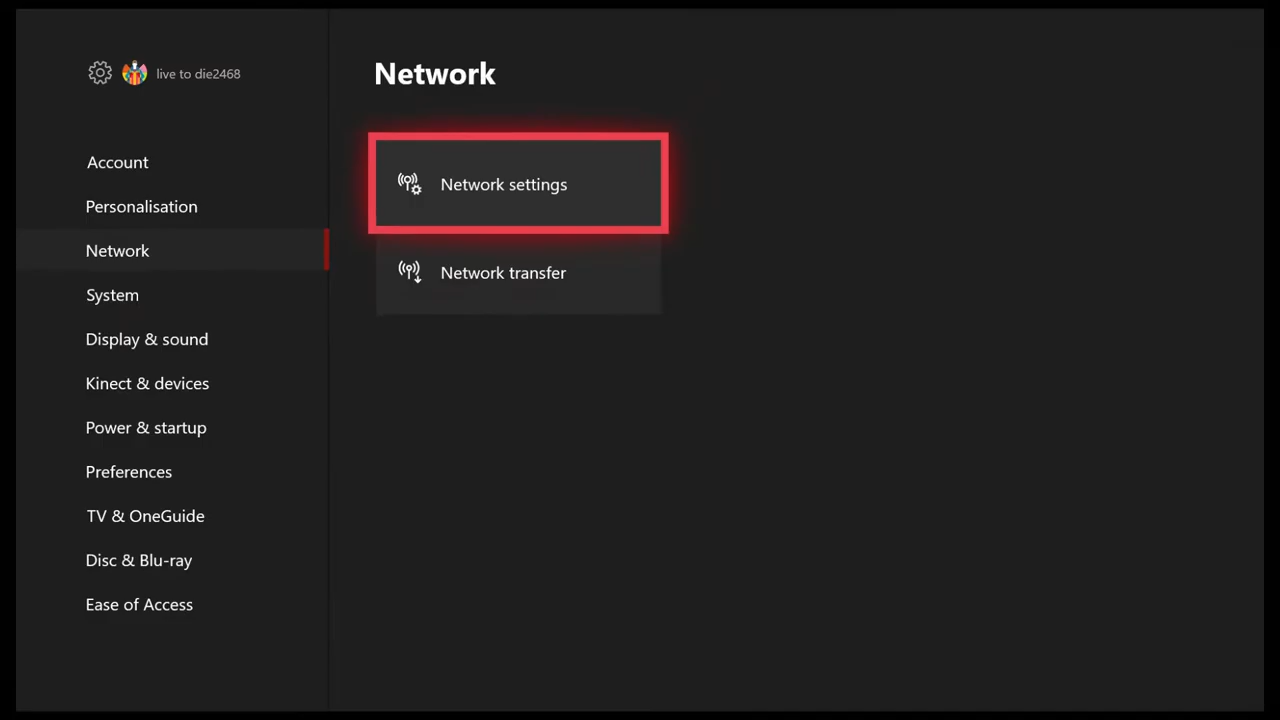 live to die2468
Account
Personalisation
Network
System
Display & sound
Kinect & devices
Power & startup
Preferences
TV & OneGuide
Disc & Blu-ray
Ease of Access
Network
Network settings
Network transfer